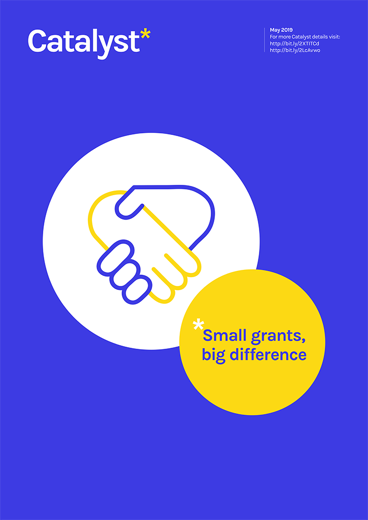 Catalyst*
May 2019
For more Catalyst details visit:
http://bit.ly/2XTlTCd
http://bit.ly/2LcAvwo
*Small grants,
big difference